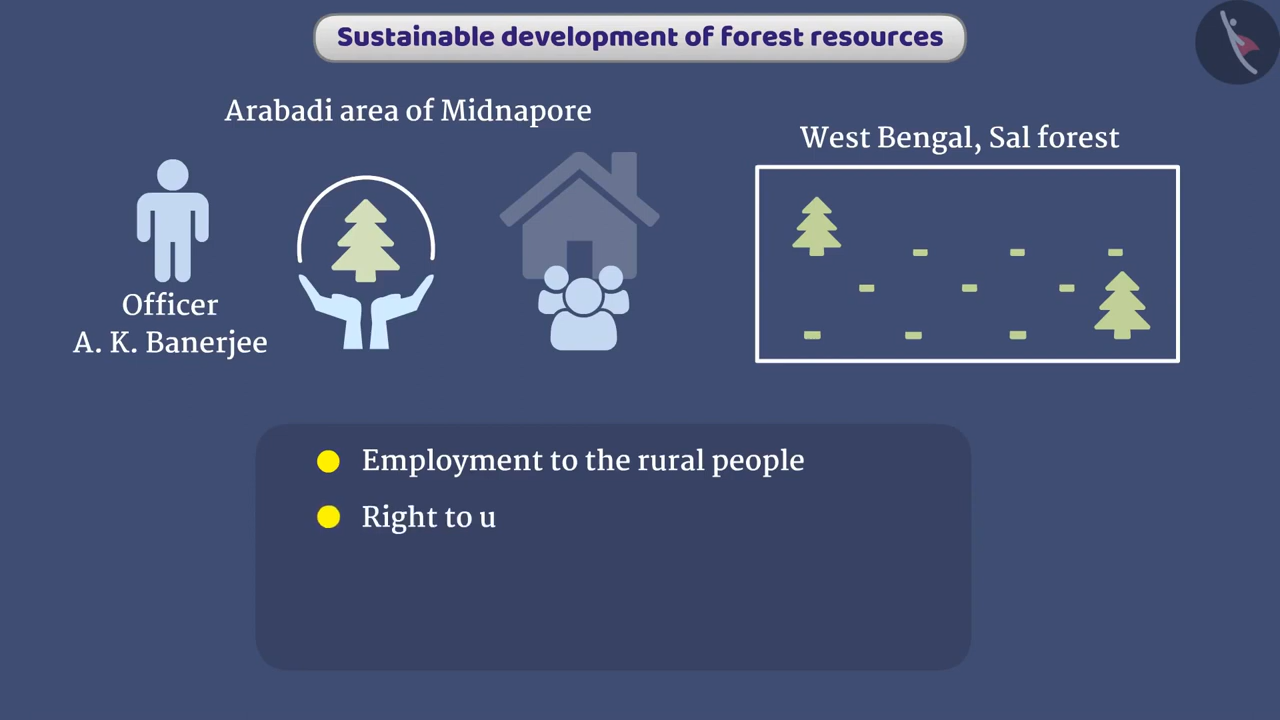 Sustainable development of forest resources
Arabadi area of Midnapore
West Bengal, Sal forest
Officer
A. K. Banerjee
Employment to the rural people
Right to u